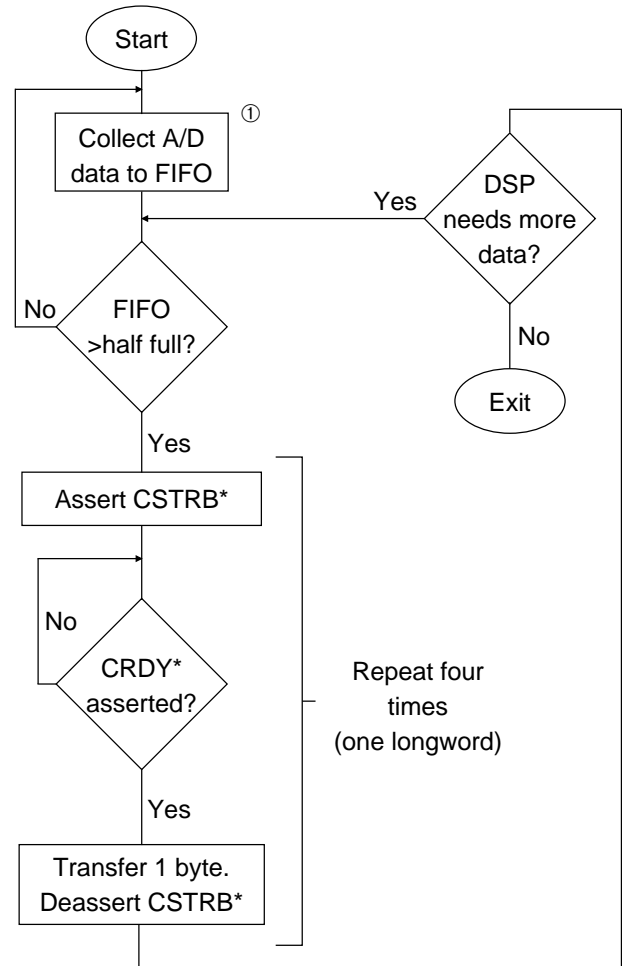 Start
①
Collect A/D
data to FIFO
Yes
DSP
needs more
data?
No
FIFO
>half full?
No
Exit
Yes
Assert CSTRB*
No
CRDY*
asserted?
Repeat four
times
(one longword)
Yes
Transfer 1 byte.
Deassert CSTRB*